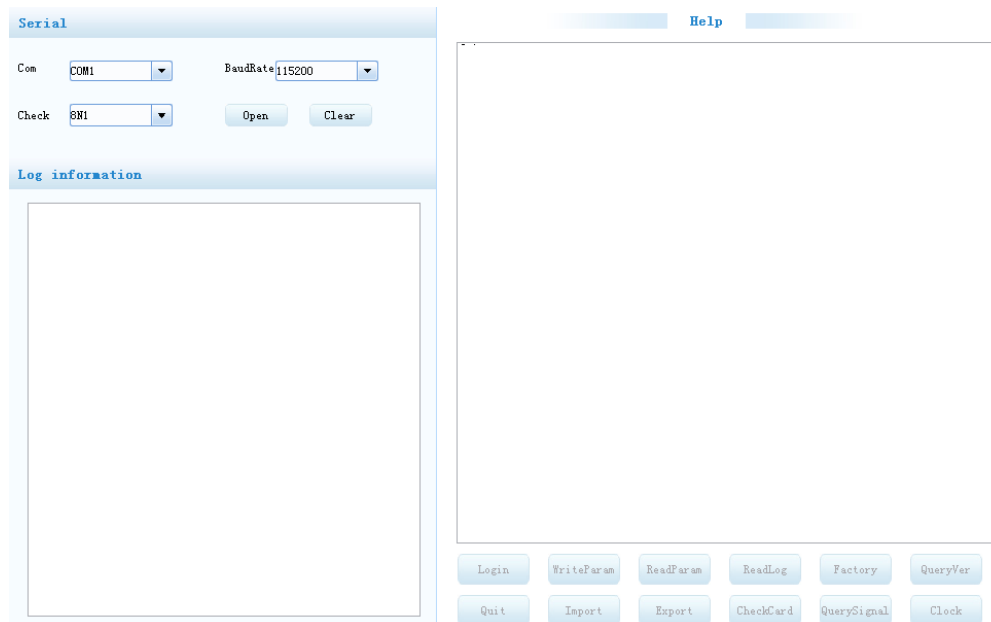 Serial
Help
Com COM1 BaudRate 115200
Check 8N1 Open Clear
Log information
Login WriteParam ReadParam ReadLog Factory QueryVer
Quit Import Export CheckCard QuerySignal Clock